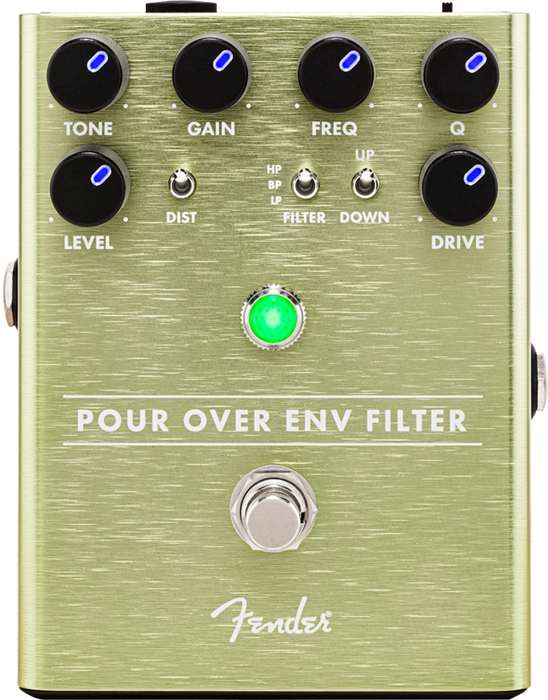 TONE GAIN FREQ Q
UP
HP
BP
LP
DIST FILTER DOWN
LEVEL DRIVE
POUR OVER ENV FILTER
Fender